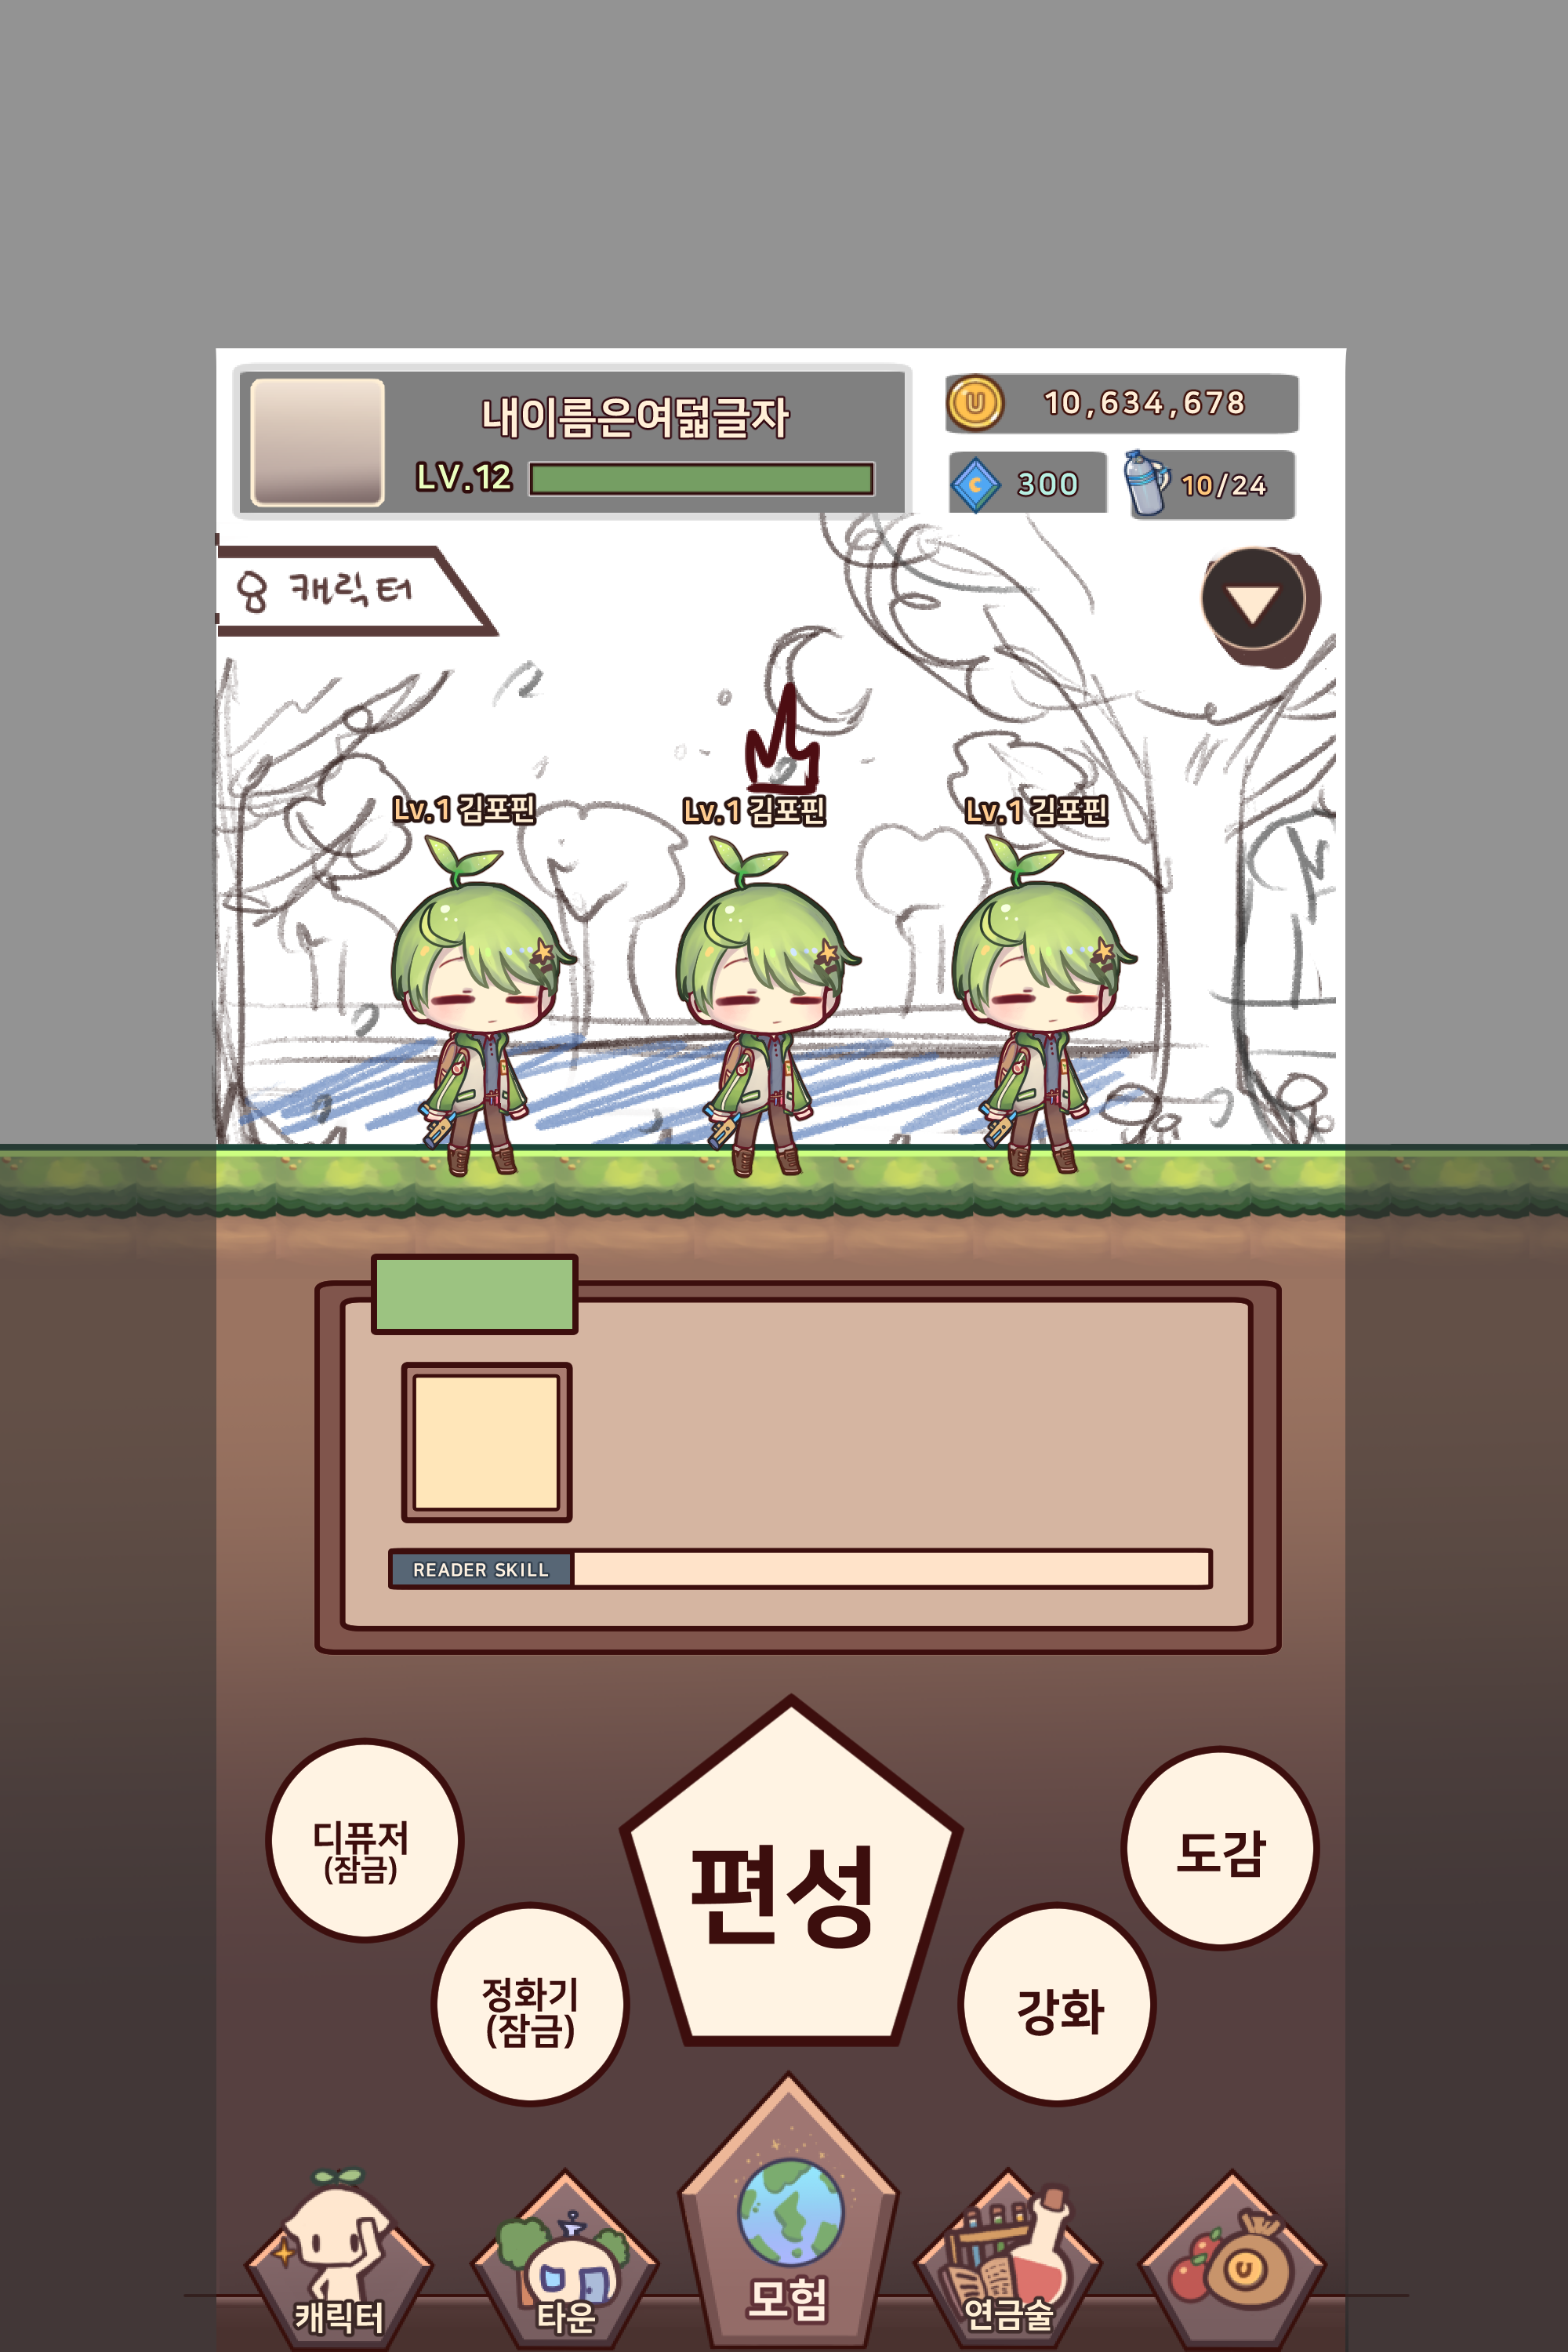 내이름은여덟글자
LV.12
10,634,678
300
10/24
캐릭터
Lv.1 김포핀
Lv.1 김포핀
Lv.1 김포핀
READER SKILL
디퓨저
(잠금)
편성
도감
정화기
(잠금)
강화
캐릭터
타운
모험
연금술